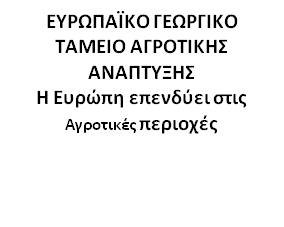 ΕΥΡΩΠΑΪΚΟ ΓΕΩΡΓΙΚΟ
ΤΑΜΕΙΟ ΑΓΡΟΤΙΚΗΣ
ΑΝΑΠΤΥΞΗΣ
Η Ευρώπη επενδύει στις
Αγροτικές περιοχές